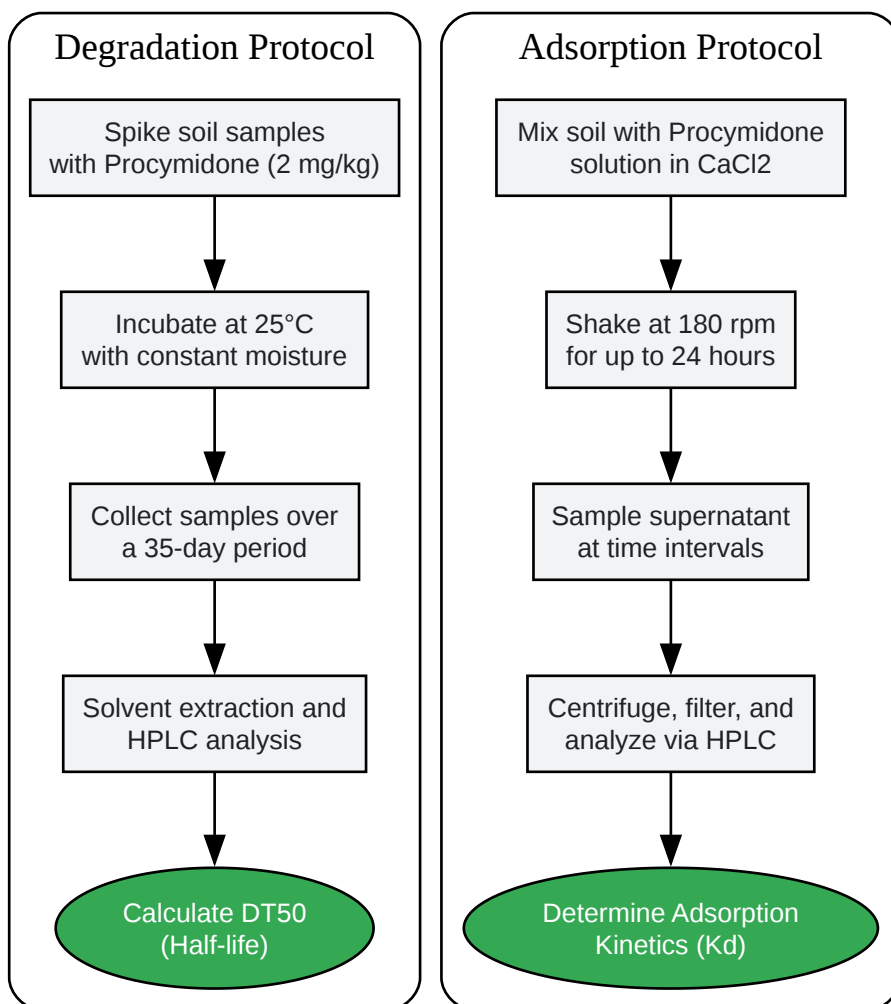 Degradation Protocol
Spike soil samples
with Procymidone (2 mg/kg)
Incubate at 25°C
with constant moisture
Collect samples over
a 35-day period
Solvent extraction and
HPLC analysis
Calculate DT50
(Half-life)
Adsorption Protocol
Mix soil with Procymidone
solution in CaCl2
Shake at 180 rpm
for up to 24 hours
Sample supernatant
at time intervals
Centrifuge, filter, and
analyze via HPLC
Determine Adsorption
Kinetics (Kd)